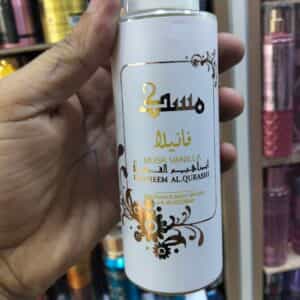 مسك
فانيلا
MUSK VANILLA
ابراهيم القرشي
IBRAHEEM AL.QURASHI